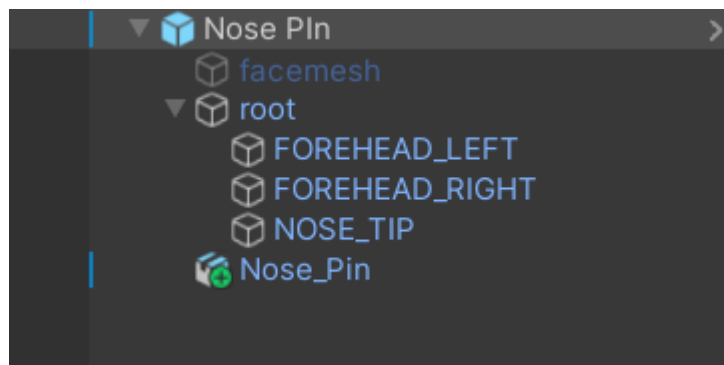 Nose PIn
facemesh
root
FOREHEAD_LEFT
FOREHEAD_RIGHT
NOSE_TIP
Nose_Pin